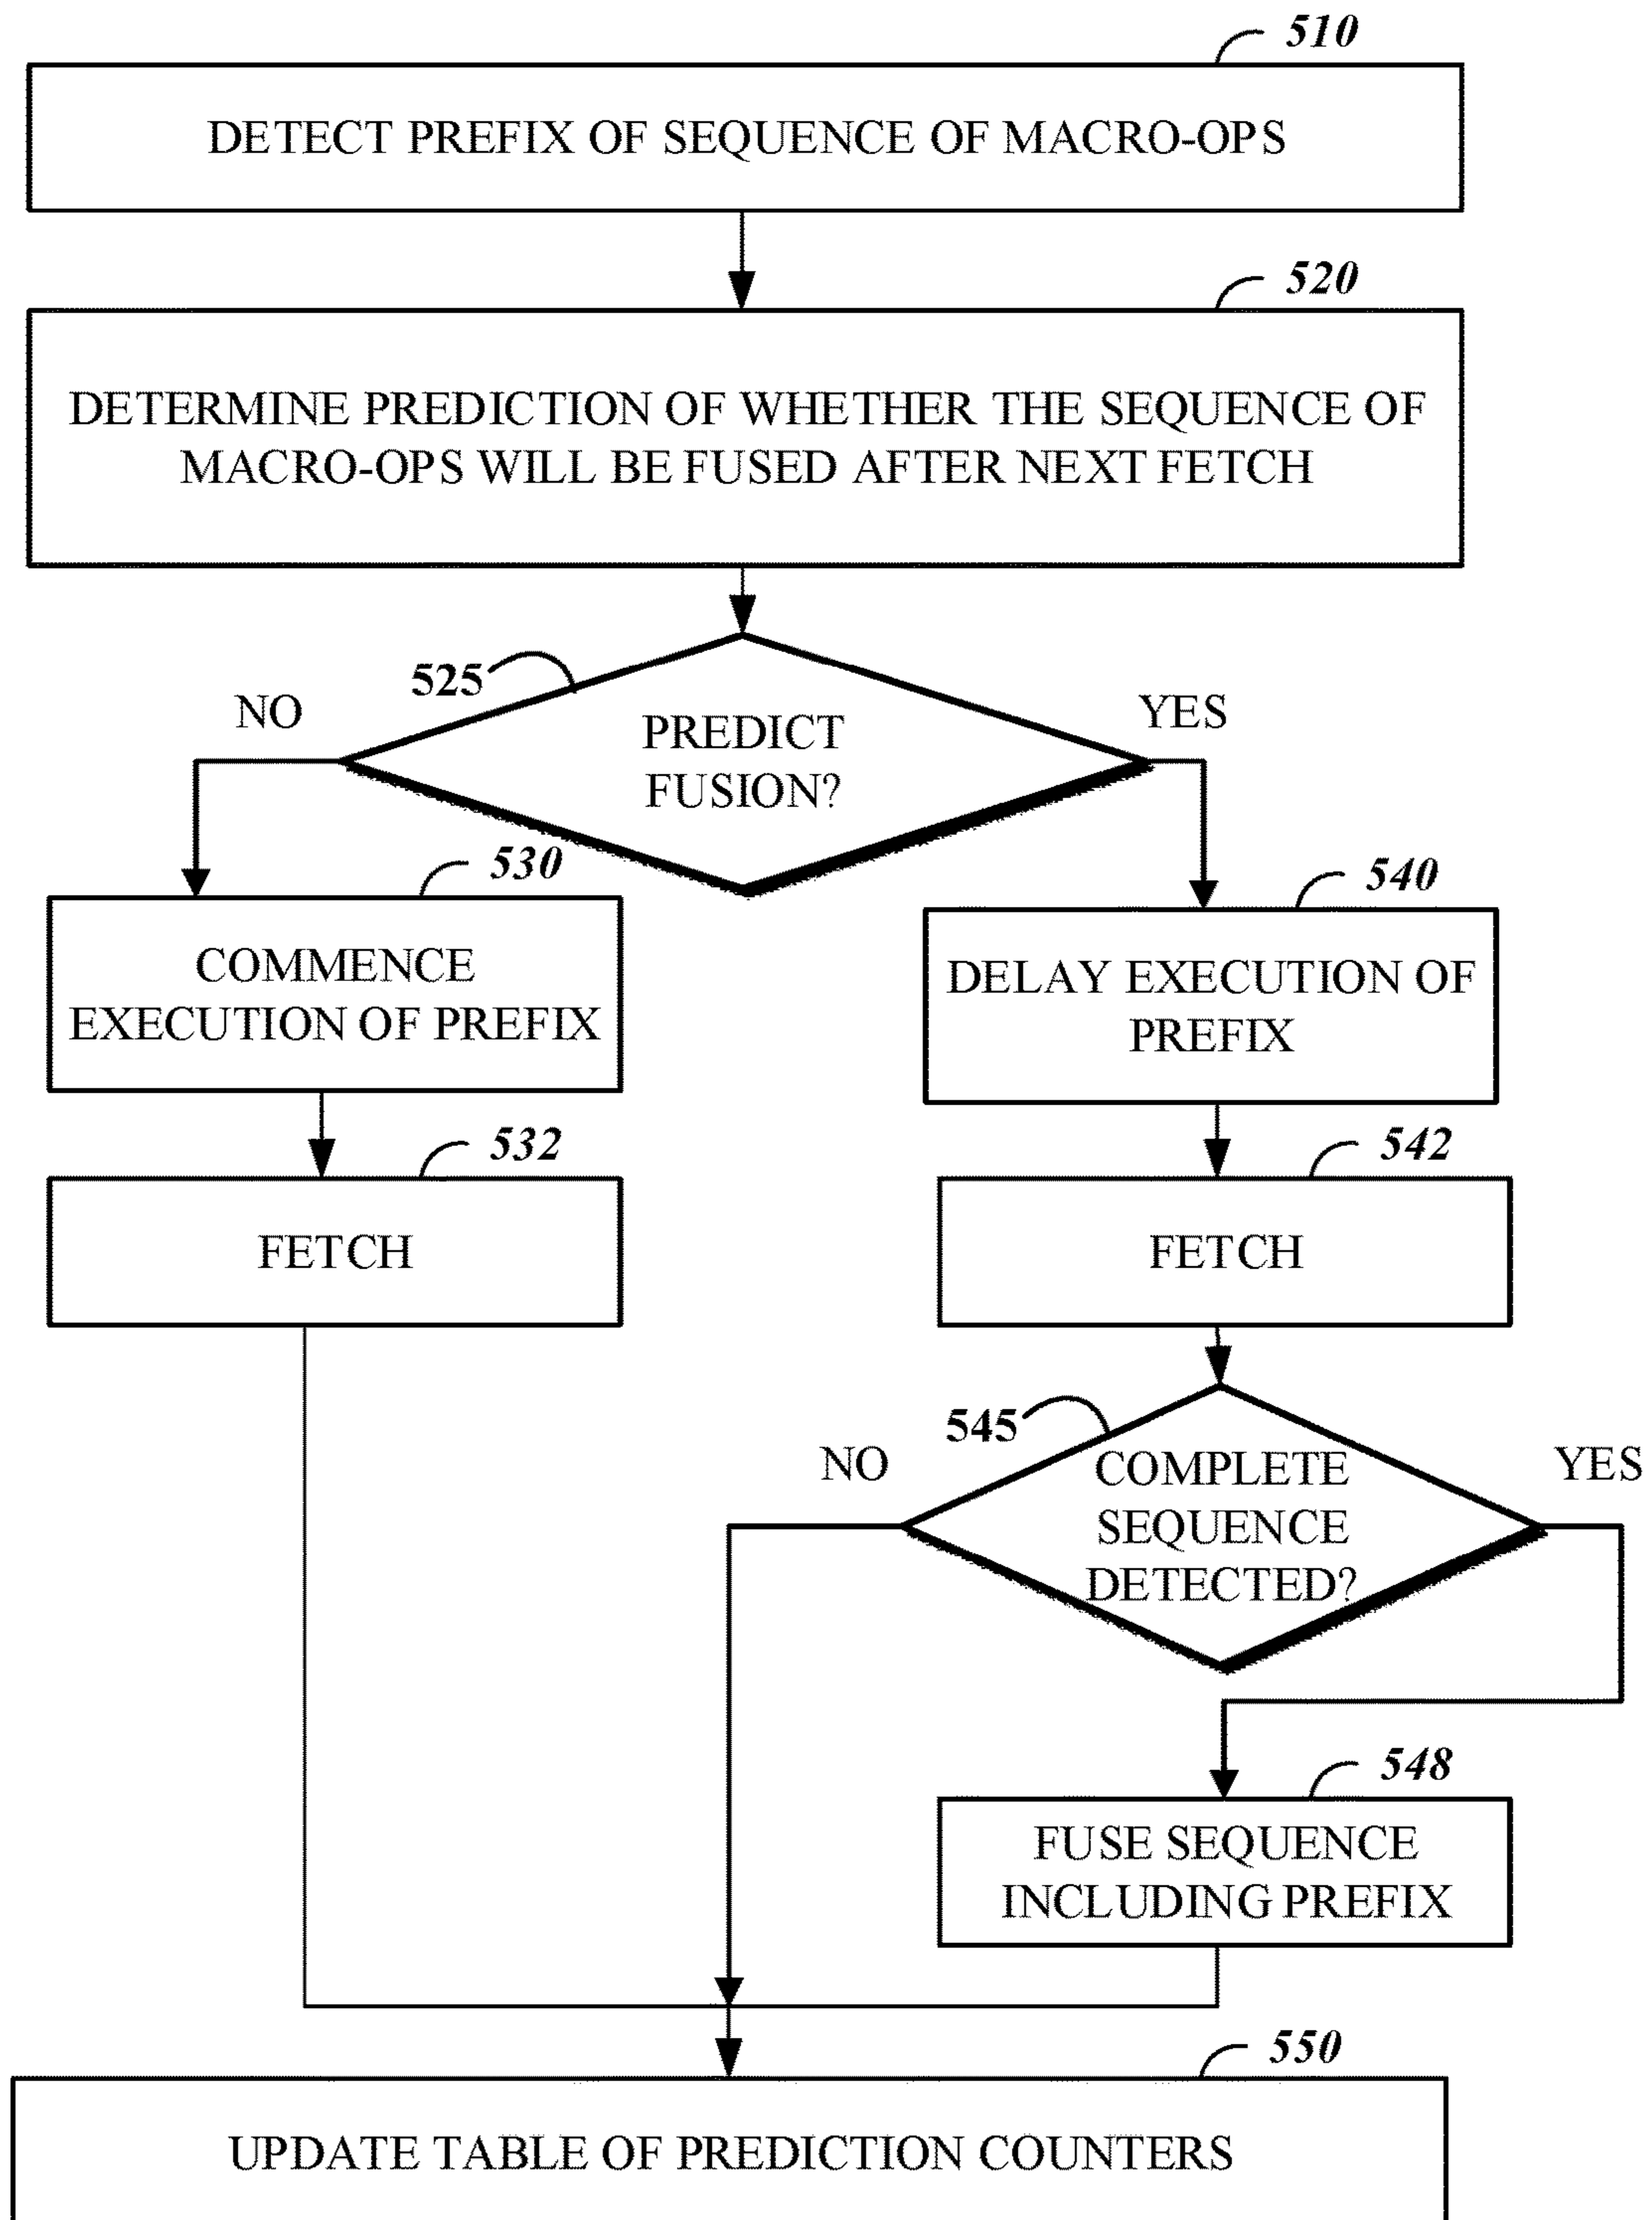 510
DETECT PREFIX OF SEQUENCE OF MACRO-OPS
520
DETERMINE PREDICTION OF WHETHER THE SEQUENCE OF
MACRO-OPS WILL BE FUSED AFTER NEXT FETCH
525
NO
YES
PREDICT
FUSION?
530
COMMENCE
EXECUTION OF PREFIX
540
DELAY EXECUTION OF
PREFIX
532
FETCH
542
FETCH
545
NO
YES
COMPLETE
SEQUENCE
DETECTED?
548
FUSE SEQUENCE
INCLUDING PREFIX
550
UPDATE TABLE OF PREDICTION COUNTERS